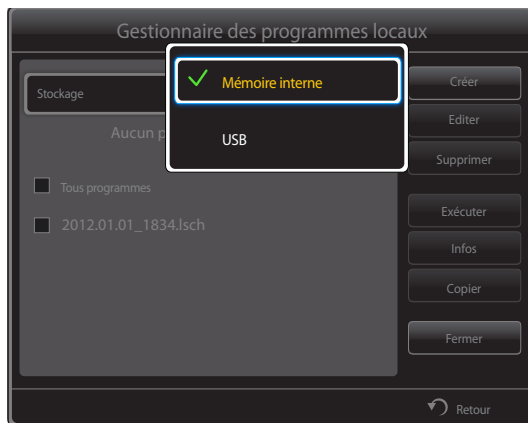 Gestionnaire des programmes locaux
Stockage
Mémoire interne
USB
Aucun p
Tous programmes
2012.01.01_1834.lsch
Créer
Editer
Supprimer
Exécuter
Infos
Copier
Fermer
Retour